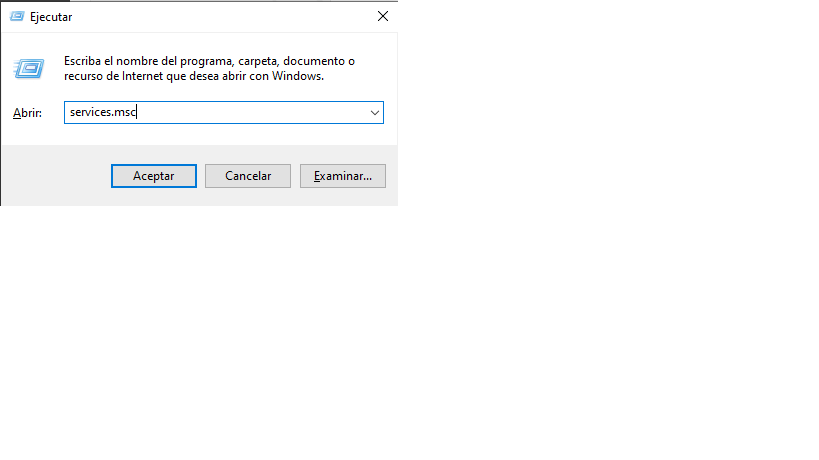 Ejecutar
Escriba el nombre del programa, carpeta, documento o
recurso de Internet que desea abrir con Windows.
Abrir: services.msc
Aceptar Cancelar Examinar...